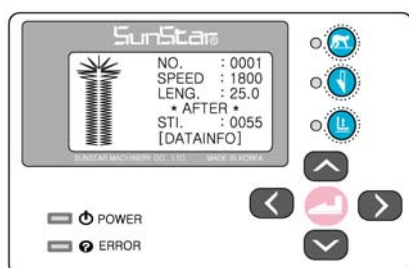 SunStar
NO. : 0001
SPEED : 1800
LENG. : 25.0
* AFTER *
STI. : 0055
[DATAINFO]
SUNSTAR MACHINERY CO., LTD. MADE IN KOREA
POWER
ERROR